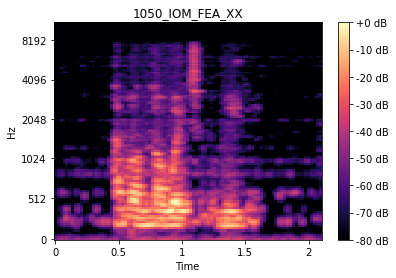 1050_IOM_FEA_XX
+0 dB
8192
-10 dB
4096
-20 dB
-30 dB
2048
Hz
-40 dB
1024
-50 dB
512
-60 dB
-70 dB
0
-80 dB
0
0.5
1
1.5
2
Time